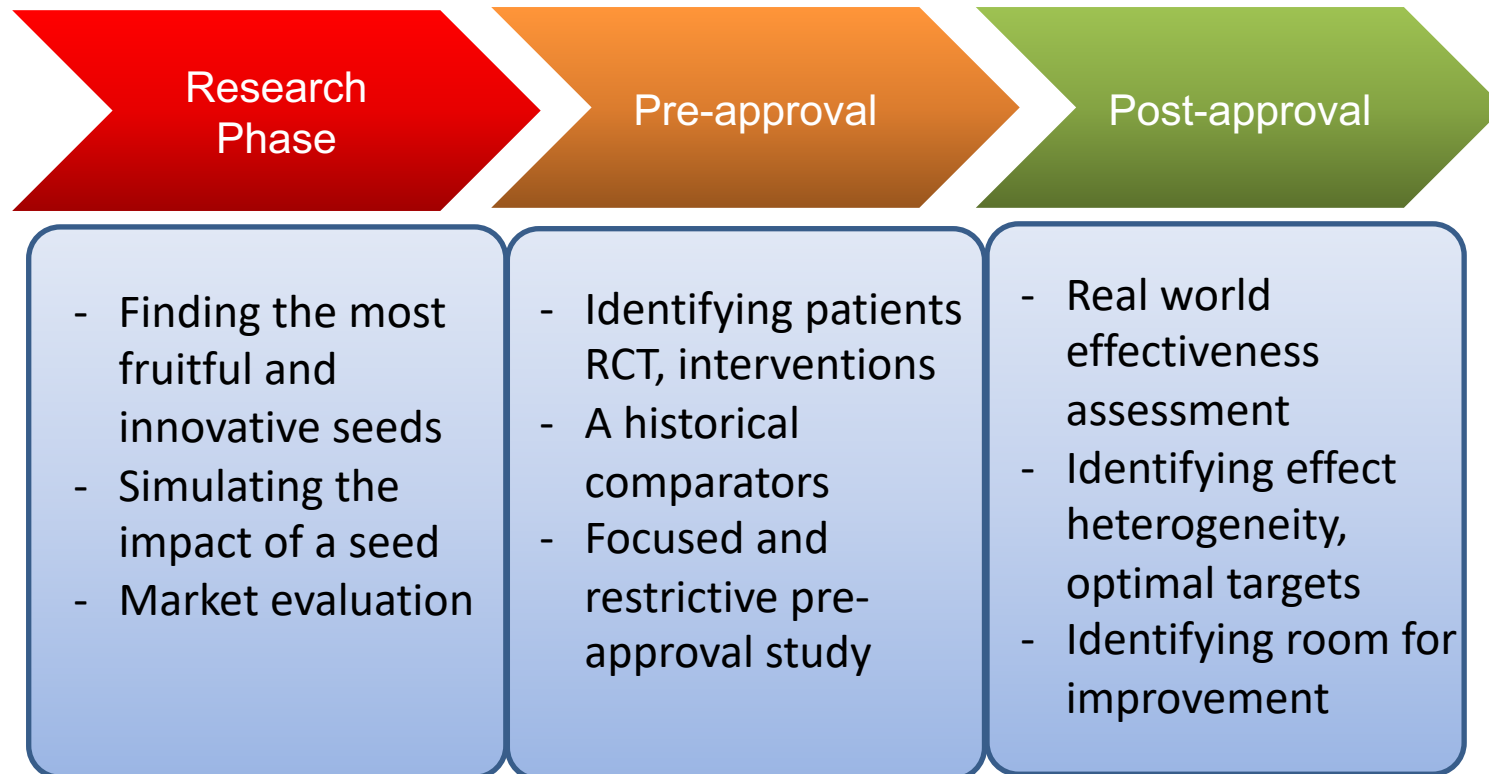 Research
Phase
Pre-approval
Post-approval
- Finding the most
fruitful and
innovative seeds
- Simulating the
impact of a seed
- Market evaluation
- Identifying patients
RCT, interventions
- A historical
comparators
- Focused and
restrictive pre-
approval study
- Real world
effectiveness
assessment
- Identifying effect
heterogeneity,
optimal targets
- Identifying room for
improvement